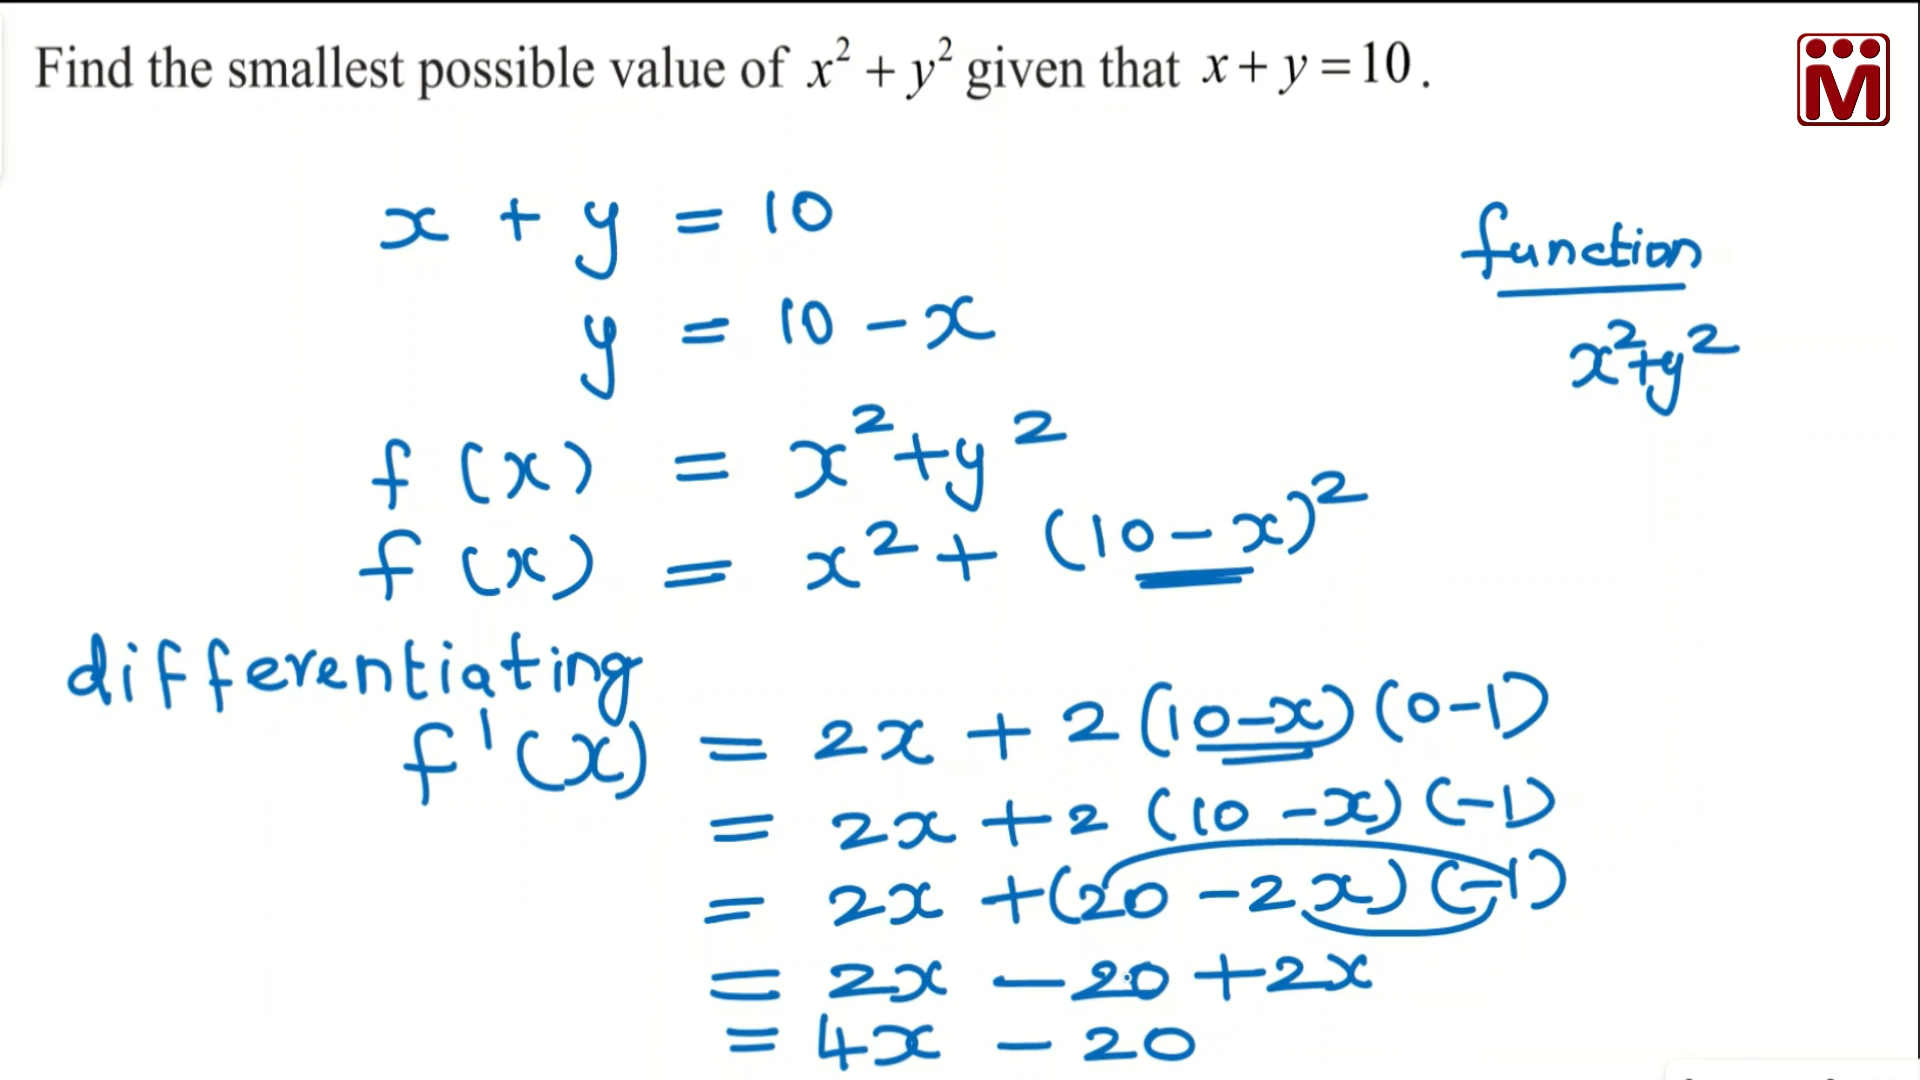 Find the smallest possible value of x² + y² given that x + y = 10.
M
x + y = 10
function
y = 10 - x
x²+y²
f (x) = x²+y²
f (x) = x² + (10 - x)²
differentiating
f'(x) = 2x + 2 (10-x) (0-1)
= 2x + 2 (10 - x) (-1)
= 2x + (20 - 2x) (-1)
= 2x - 20 + 2x
= 4x - 20